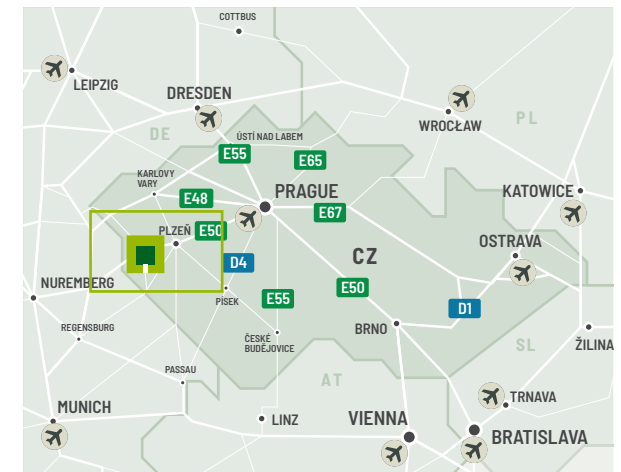 COTTBUS
LEIPZIG
DRESDEN
WROCŁAW
PL
DE
ÚSTÍ NAD LABEM
E55
E65
KARLOVY
VARY
KATOWICE
E48
PRAGUE
E67
PLZEŇ
E50
OSTRAVA
CZ
D4
NUREMBERG
E50
PÍSEK
E55
D1
REGENSBURG
BRNO
ČESKÉ
BUDĚJOVICE
SL
ŽILINA
PASSAU
AT
TRNAVA
MUNICH
LINZ
VIENNA
BRATISLAVA